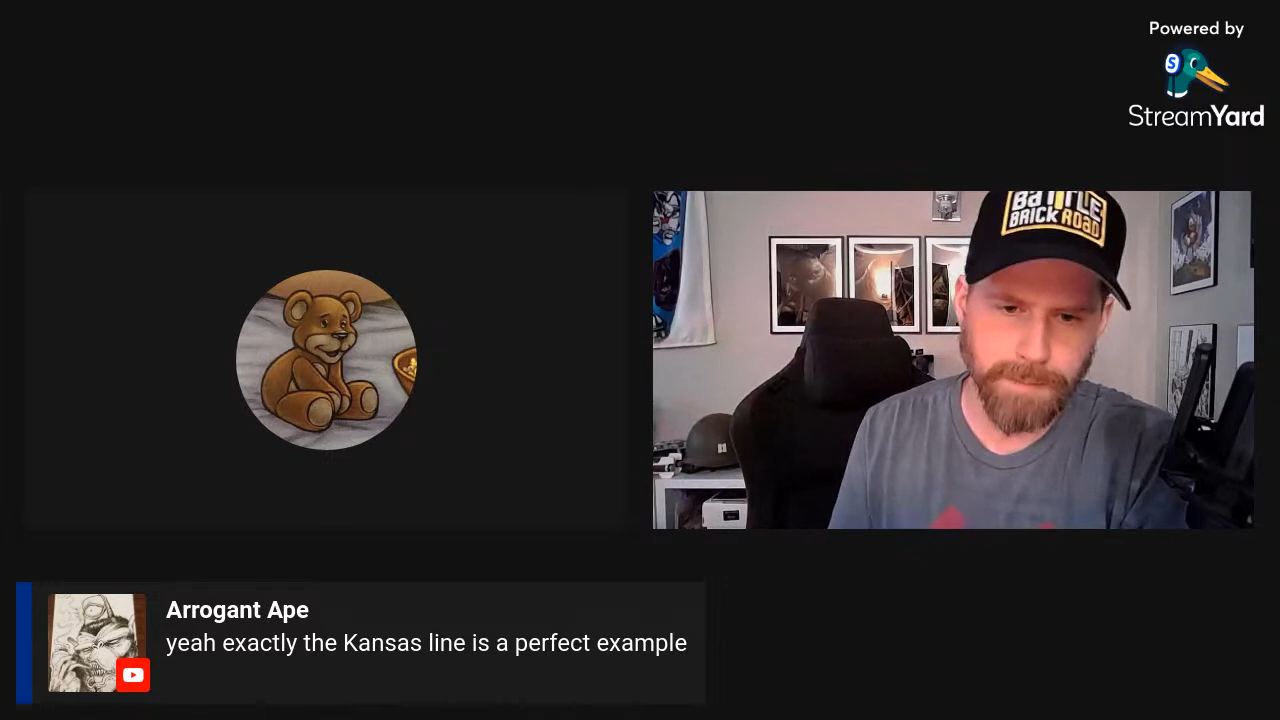 Powered by
StreamYard
BATTLE
BRICK ROAD
Arrogant Ape
yeah exactly the Kansas line is a perfect example